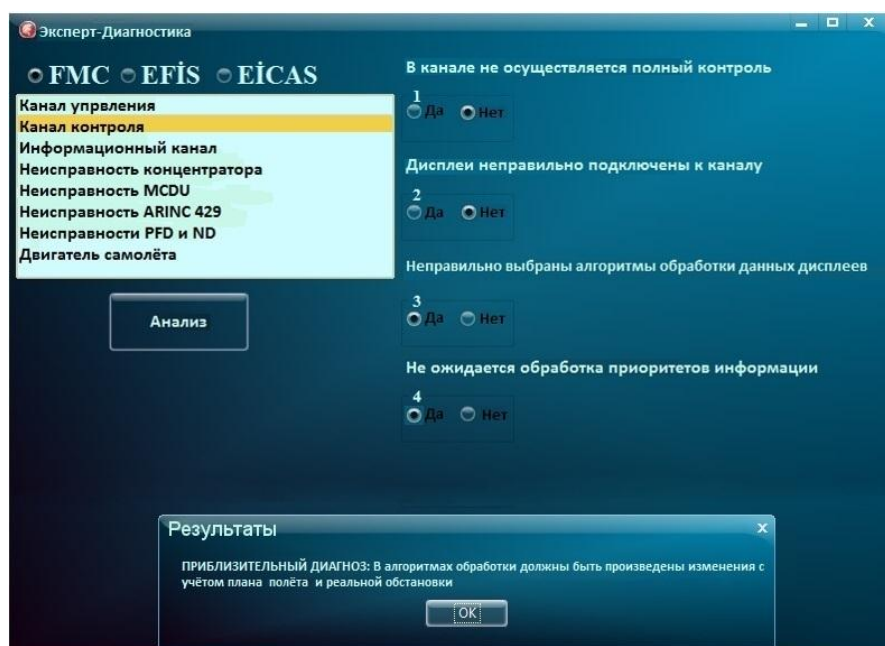 Эксперт-Диагностика
FMC EFİS EİCAS
Канал упрвления
Канал контроля
Информационный канал
Неисправность концентратора
Неисправность MCDU
Неисправность ARINC 429
Неисправности PFD и ND
Двигатель самолёта
Анализ
В канале не осуществляется полный контроль
1
Да Нет
Дисплеи неправильно подключены к каналу
2
Да Нет
Неправильно выбраны алгоритмы обработки данных дисплеев
3
Да Нет
Не ожидается обработка приоритетов информации
4
Да Нет
Результаты x
ПРИБЛИЗИТЕЛЬНЫЙ ДИАГНОЗ: В алгоритмах обработки должны быть произведены изменения с
учётом плана полёта и реальной обстановки
OK